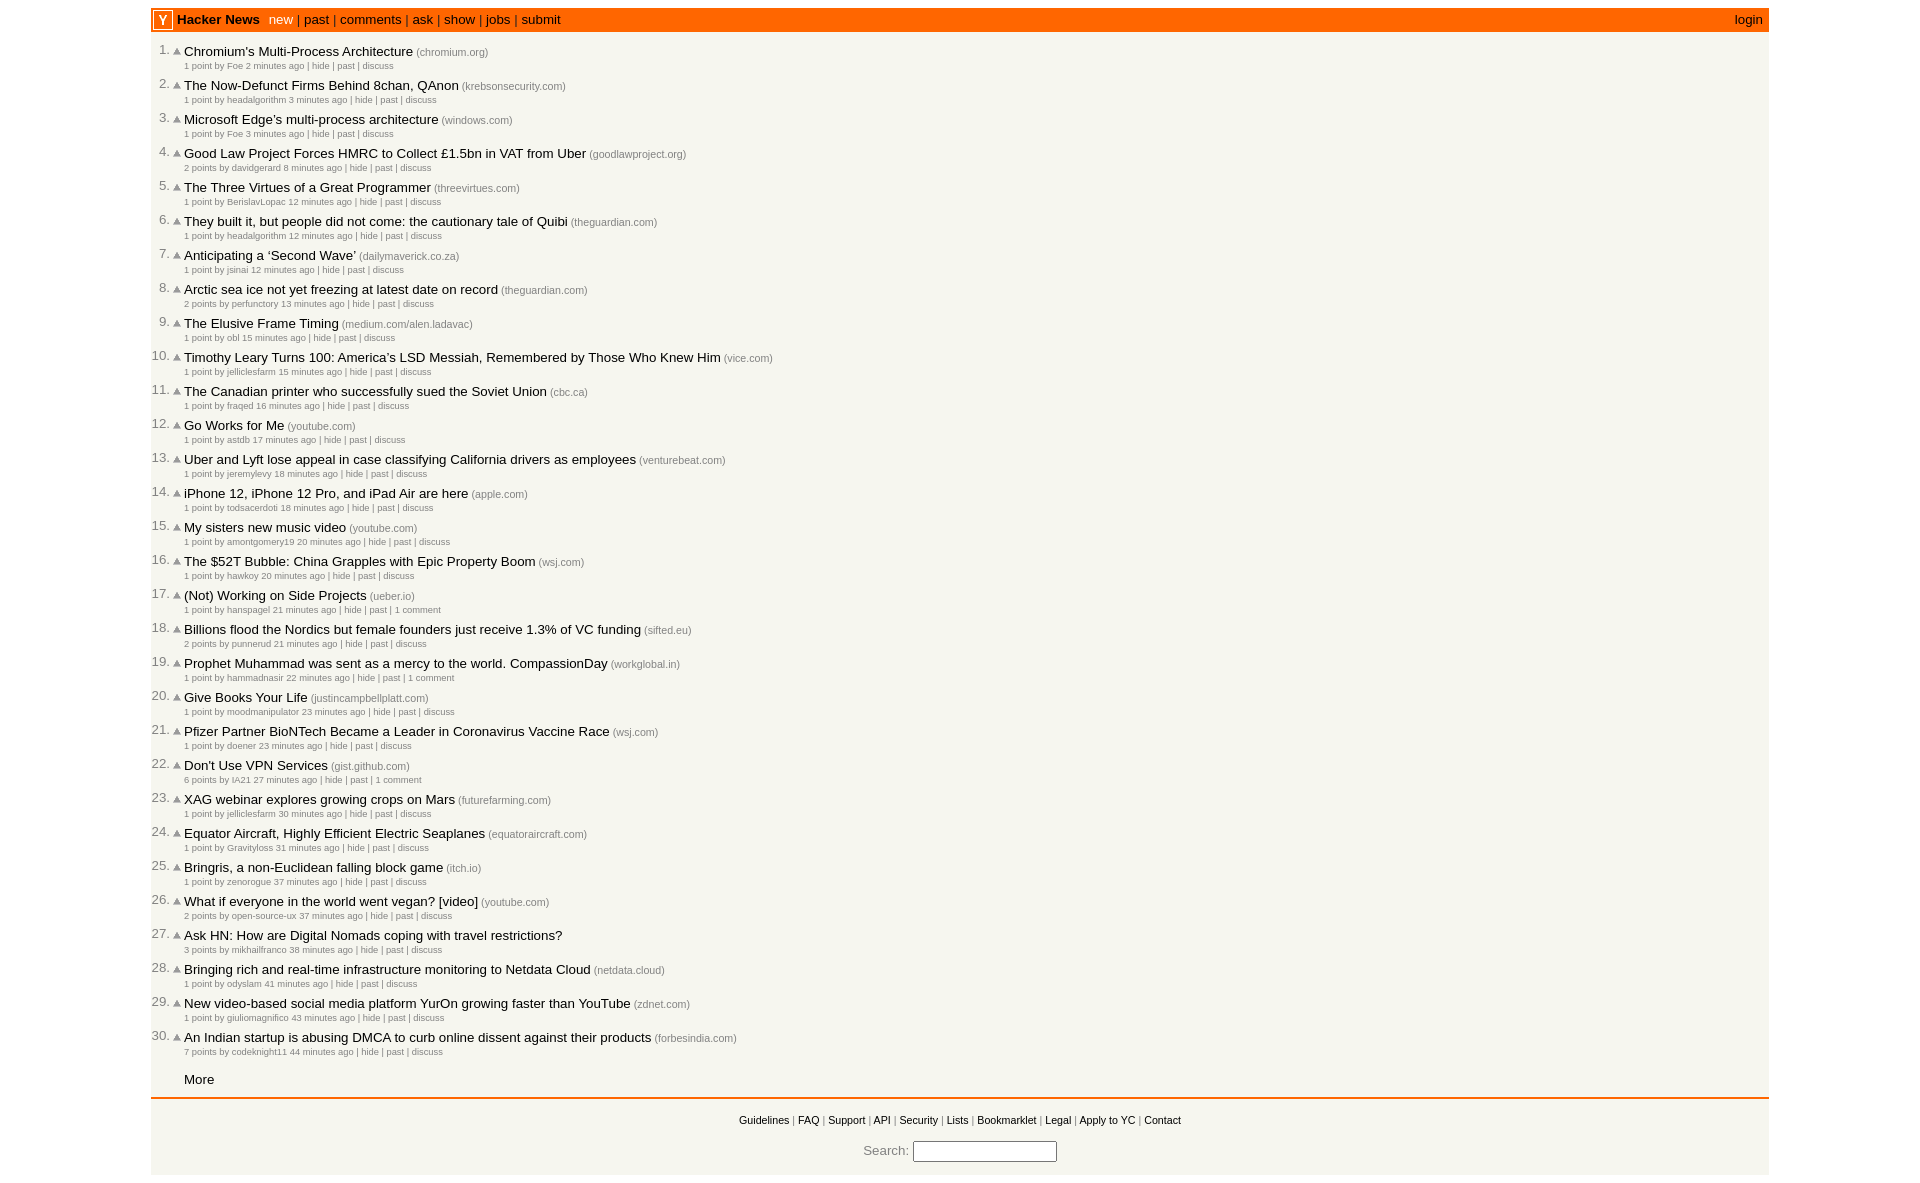 Y Hacker News new | past | comments | ask | show | jobs | submit login
1. Chromium's Multi-Process Architecture (chromium.org)
1 point by Foe 2 minutes ago | hide | past | discuss
2. The Now-Defunct Firms Behind 8chan, QAnon (krebsonsecurity.com)
1 point by headalgorithm 3 minutes ago | hide | past | discuss
3. Microsoft Edge’s multi-process architecture (windows.com)
1 point by Foe 3 minutes ago | hide | past | discuss
4. Good Law Project Forces HMRC to Collect £1.5bn in VAT from Uber (goodlawproject.org)
2 points by davidgerard 8 minutes ago | hide | past | discuss
5. The Three Virtues of a Great Programmer (threevirtues.com)
1 point by BerislavLopac 12 minutes ago | hide | past | discuss
6. They built it, but people did not come: the cautionary tale of Quibi (theguardian.com)
1 point by headalgorithm 12 minutes ago | hide | past | discuss
7. Anticipating a ‘Second Wave’ (dailymaverick.co.za)
1 point by jsinai 12 minutes ago | hide | past | discuss
8. Arctic sea ice not yet freezing at latest date on record (theguardian.com)
2 points by perfunctory 13 minutes ago | hide | past | discuss
9. The Elusive Frame Timing (medium.com/alen.ladavac)
1 point by obl 15 minutes ago | hide | past | discuss
10. Timothy Leary Turns 100: America’s LSD Messiah, Remembered by Those Who Knew Him (vice.com)
1 point by jelliclesfarm 15 minutes ago | hide | past | discuss
11. The Canadian printer who successfully sued the Soviet Union (cbc.ca)
1 point by fraqed 16 minutes ago | hide | past | discuss
12. Go Works for Me (youtube.com)
1 point by astdb 17 minutes ago | hide | past | discuss
13. Uber and Lyft lose appeal in case classifying California drivers as employees (venturebeat.com)
1 point by jeremylevy 18 minutes ago | hide | past | discuss
14. iPhone 12, iPhone 12 Pro, and iPad Air are here (apple.com)
1 point by todsacerdoti 18 minutes ago | hide | past | discuss
15. My sisters new music video (youtube.com)
1 point by amontgomery19 20 minutes ago | hide | past | discuss
16. The $52T Bubble: China Grapples with Epic Property Boom (wsj.com)
1 point by hawkoy 20 minutes ago | hide | past | discuss
17. (Not) Working on Side Projects (ueber.io)
1 point by hanspagel 21 minutes ago | hide | past | 1 comment
18. Billions flood the Nordics but female founders just receive 1.3% of VC funding (sifted.eu)
2 points by punnerud 21 minutes ago | hide | past | discuss
19. Prophet Muhammad was sent as a mercy to the world. CompassionDay (workglobal.in)
1 point by hammadnasir 22 minutes ago | hide | past | 1 comment
20. Give Books Your Life (justincampbellplatt.com)
1 point by moodmanipulator 23 minutes ago | hide | past | discuss
21. Pfizer Partner BioNTech Became a Leader in Coronavirus Vaccine Race (wsj.com)
1 point by doener 23 minutes ago | hide | past | discuss
22. Don't Use VPN Services (gist.github.com)
6 points by IA21 27 minutes ago | hide | past | 1 comment
23. XAG webinar explores growing crops on Mars (futurefarming.com)
1 point by jelliclesfarm 30 minutes ago | hide | past | discuss
24. Equator Aircraft, Highly Efficient Electric Seaplanes (equatoraircraft.com)
1 point by Gravityloss 31 minutes ago | hide | past | discuss
25. Bringris, a non-Euclidean falling block game (itch.io)
1 point by zenorogue 37 minutes ago | hide | past | discuss
26. What if everyone in the world went vegan? [video] (youtube.com)
2 points by open-source-ux 37 minutes ago | hide | past | discuss
27. Ask HN: How are Digital Nomads coping with travel restrictions?
3 points by mikhailfranco 38 minutes ago | hide | past | discuss
28. Bringing rich and real-time infrastructure monitoring to Netdata Cloud (netdata.cloud)
1 point by odyslam 41 minutes ago | hide | past | discuss
29. New video-based social media platform YurOn growing faster than YouTube (zdnet.com)
1 point by giuliomagnifico 43 minutes ago | hide | past | discuss
30. An Indian startup is abusing DMCA to curb online dissent against their products (forbesindia.com)
7 points by codeknight11 44 minutes ago | hide | past | discuss
More
Guidelines | FAQ | Support | API | Security | Lists | Bookmarklet | Legal | Apply to YC | Contact
Search: